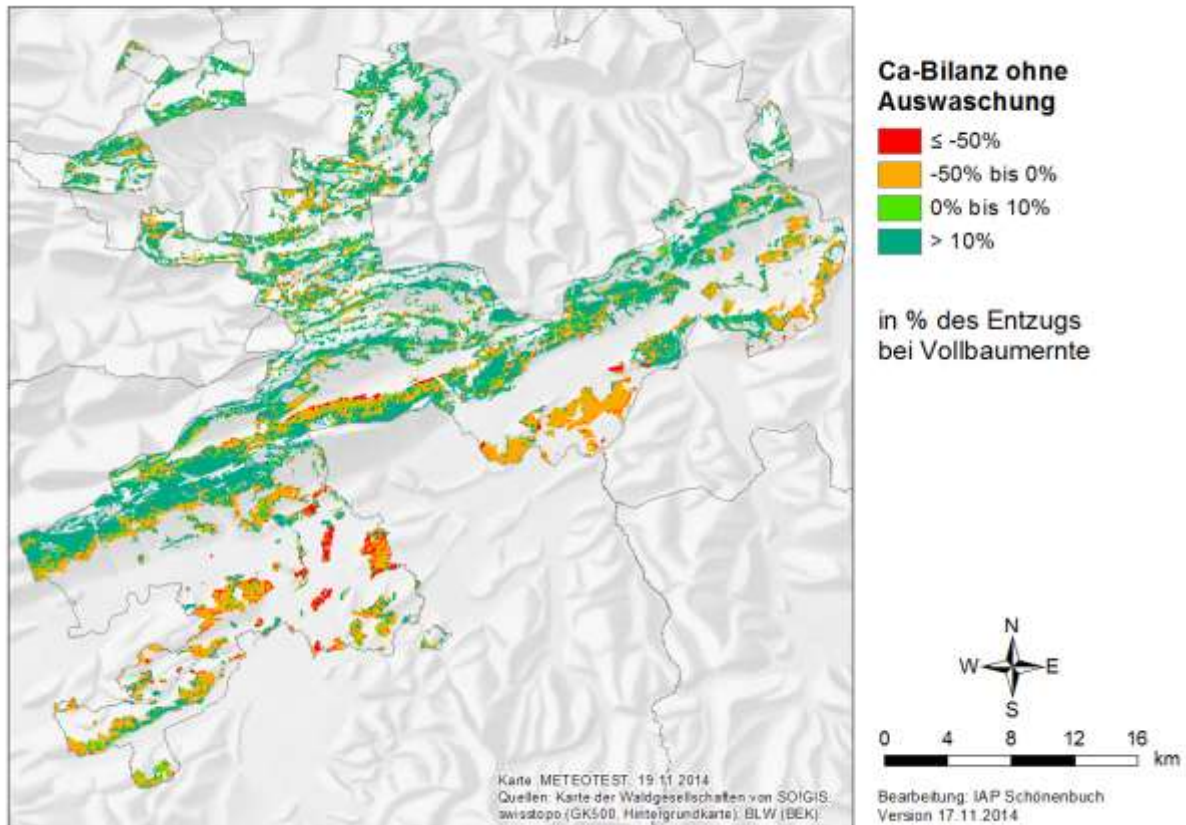 Ca-Bilanz ohne
Auswaschung
≤ -50%
-50% bis 0%
0% bis 10%
> 10%
in % des Entzugs
bei Vollbaumernte
N
W
E
S
0 4 8 12 16
km
Karte: METEOTEST, 19.11.2014
Quellen: Karte der Waldgesellschaften von SO!GIS,
swisstopo (GK500, Hintergrundkarte), BLW (BEK)
Bearbeitung: IAP Schönenbuch
Version 17.11.2014